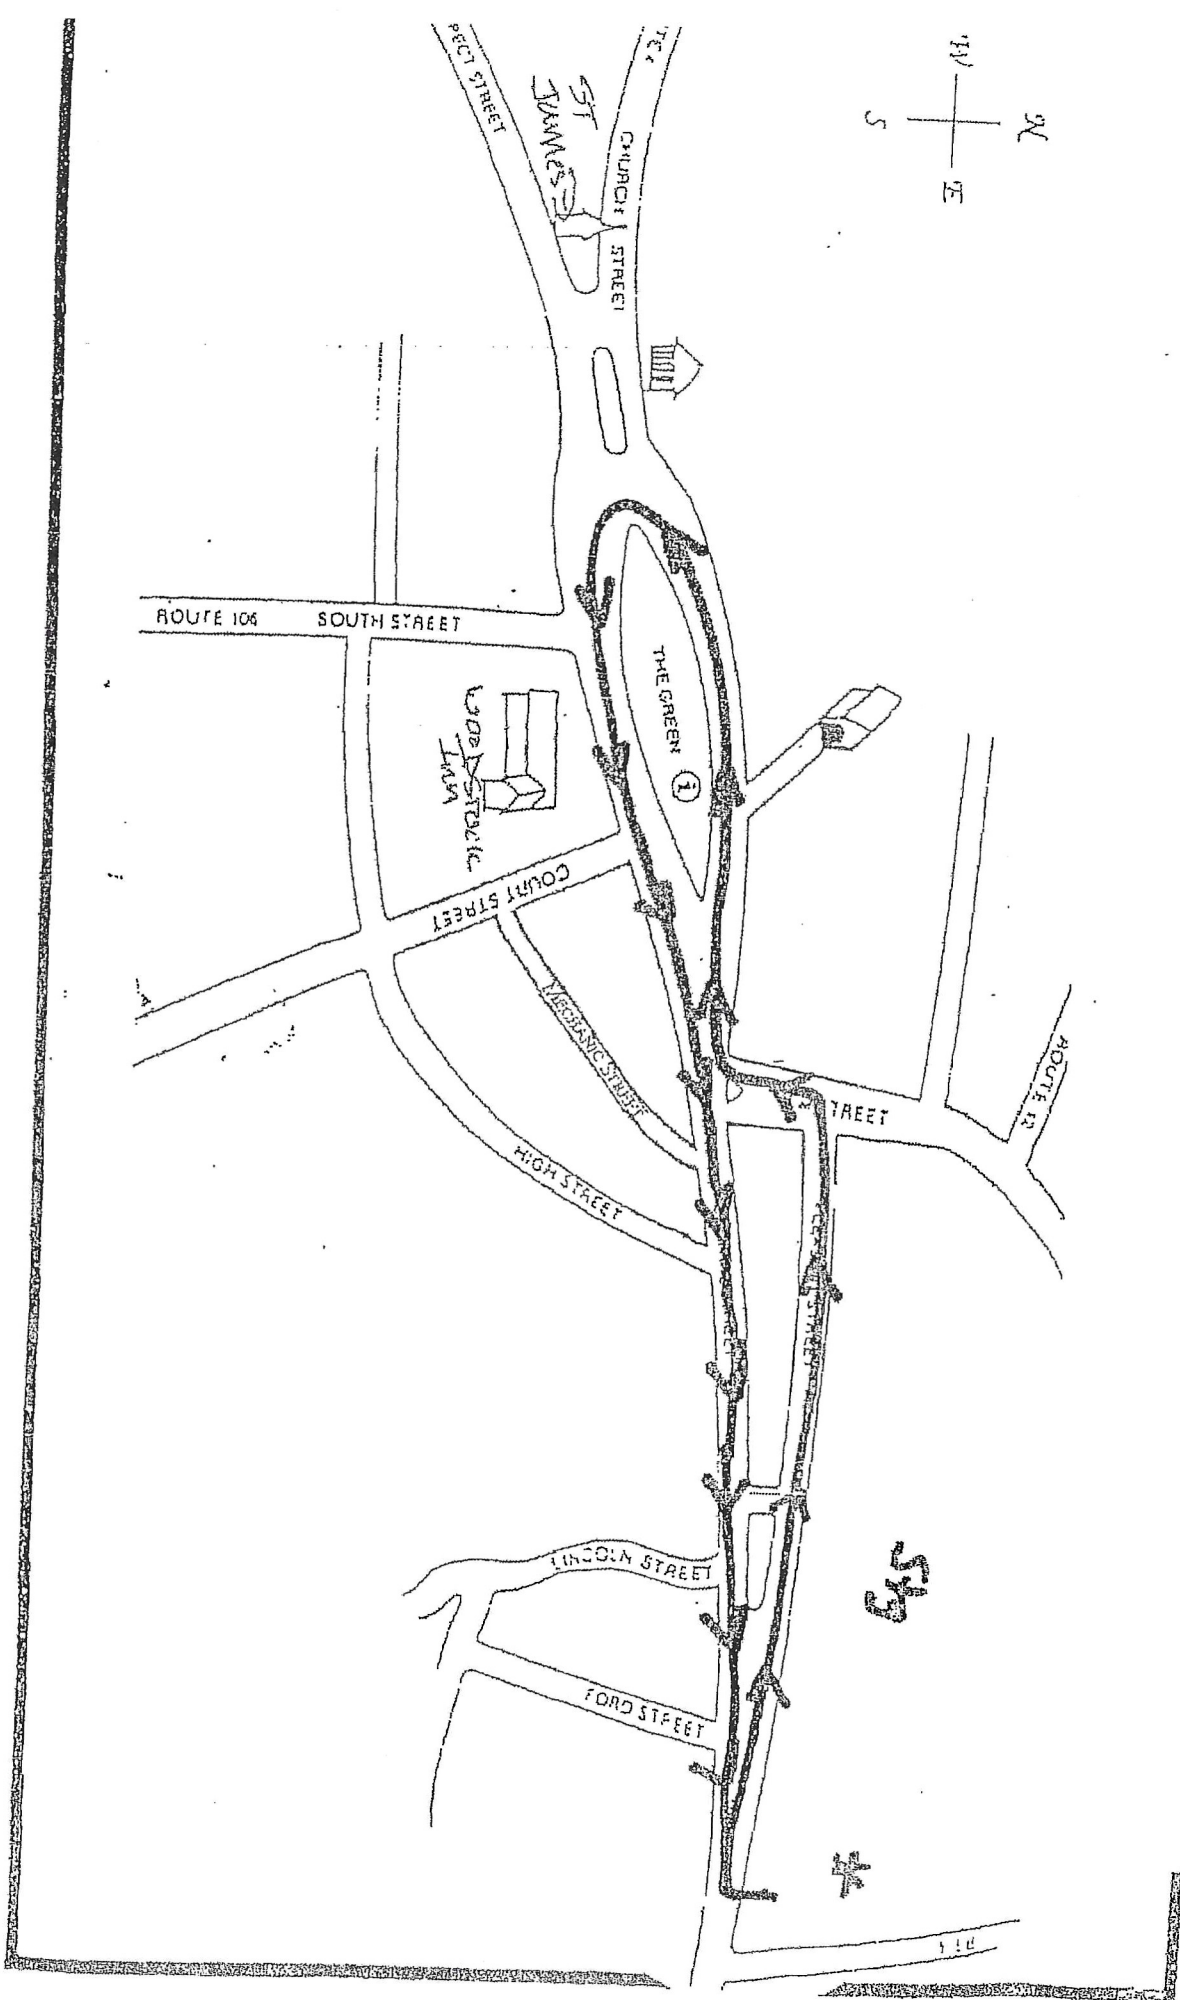 W
N
S
E
PECT STREET
ST
James
CHURCH STREET
ROUTE 106
SOUTH STREET
THE GREEN
i
WOODSTOCK
INN
COURT STREET
MECHANIC STREET
HIGH STREET
TREET
ROUTE 12
STREET
LINCOLN STREET
FORD STREET